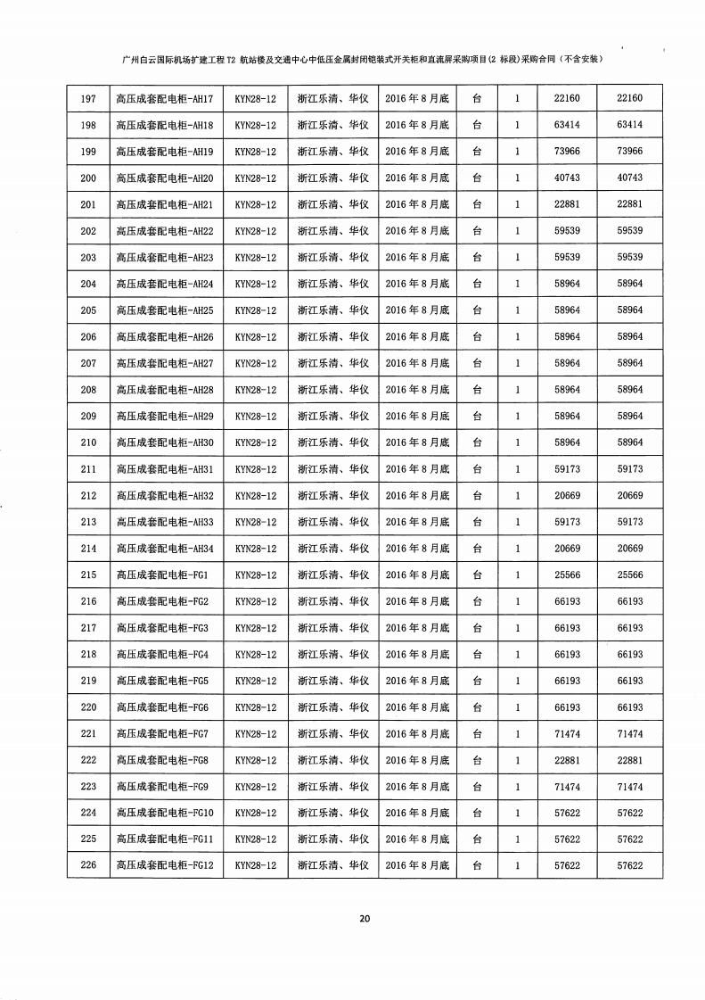 广州白云国际机场扩建工程 T2 航站楼及交通中心中低压金属封闭铠装式开关柜和直流屏采购项目(2 标段)采购合同（不含安装）
197 高压成套配电柜-AH17 KYN28-12 浙江乐清、华仪 2016 年 8 月底 台 1 22160 22160
198 高压成套配电柜-AH18 KYN28-12 浙江乐清、华仪 2016 年 8 月底 台 1 63414 63414
199 高压成套配电柜-AH19 KYN28-12 浙江乐清、华仪 2016 年 8 月底 台 1 73966 73966
200 高压成套配电柜-AH20 KYN28-12 浙江乐清、华仪 2016 年 8 月底 台 1 40743 40743
201 高压成套配电柜-AH21 KYN28-12 浙江乐清、华仪 2016 年 8 月底 台 1 22881 22881
202 高压成套配电柜-AH22 KYN28-12 浙江乐清、华仪 2016 年 8 月底 台 1 59539 59539
203 高压成套配电柜-AH23 KYN28-12 浙江乐清、华仪 2016 年 8 月底 台 1 59539 59539
204 高压成套配电柜-AH24 KYN28-12 浙江乐清、华仪 2016 年 8 月底 台 1 58964 58964
205 高压成套配电柜-AH25 KYN28-12 浙江乐清、华仪 2016 年 8 月底 台 1 58964 58964
206 高压成套配电柜-AH26 KYN28-12 浙江乐清、华仪 2016 年 8 月底 台 1 58964 58964
207 高压成套配电柜-AH27 KYN28-12 浙江乐清、华仪 2016 年 8 月底 台 1 58964 58964
208 高压成套配电柜-AH28 KYN28-12 浙江乐清、华仪 2016 年 8 月底 台 1 58964 58964
209 高压成套配电柜-AH29 KYN28-12 浙江乐清、华仪 2016 年 8 月底 台 1 58964 58964
210 高压成套配电柜-AH30 KYN28-12 浙江乐清、华仪 2016 年 8 月底 台 1 58964 58964
211 高压成套配电柜-AH31 KYN28-12 浙江乐清、华仪 2016 年 8 月底 台 1 59173 59173
212 高压成套配电柜-AH32 KYN28-12 浙江乐清、华仪 2016 年 8 月底 台 1 20669 20669
213 高压成套配电柜-AH33 KYN28-12 浙江乐清、华仪 2016 年 8 月底 台 1 59173 59173
214 高压成套配电柜-AH34 KYN28-12 浙江乐清、华仪 2016 年 8 月底 台 1 20669 20669
215 高压成套配电柜-FG1 KYN28-12 浙江乐清、华仪 2016 年 8 月底 台 1 25566 25566
216 高压成套配电柜-FG2 KYN28-12 浙江乐清、华仪 2016 年 8 月底 台 1 66193 66193
217 高压成套配电柜-FG3 KYN28-12 浙江乐清、华仪 2016 年 8 月底 台 1 66193 66193
218 高压成套配电柜-FG4 KYN28-12 浙江乐清、华仪 2016 年 8 月底 台 1 66193 66193
219 高压成套配电柜-FG5 KYN28-12 浙江乐清、华仪 2016 年 8 月底 台 1 66193 66193
220 高压成套配电柜-FG6 KYN28-12 浙江乐清、华仪 2016 年 8 月底 台 1 66193 66193
221 高压成套配电柜-FG7 KYN28-12 浙江乐清、华仪 2016 年 8 月底 台 1 71474 71474
222 高压成套配电柜-FG8 KYN28-12 浙江乐清、华仪 2016 年 8 月底 台 1 22881 22881
223 高压成套配电柜-FG9 KYN28-12 浙江乐清、华仪 2016 年 8 月底 台 1 71474 71474
224 高压成套配电柜-FG10 KYN28-12 浙江乐清、华仪 2016 年 8 月底 台 1 57622 57622
225 高压成套配电柜-FG11 KYN28-12 浙江乐清、华仪 2016 年 8 月底 台 1 57622 57622
226 高压成套配电柜-FG12 KYN28-12 浙江乐清、华仪 2016 年 8 月底 台 1 57622 57622
20